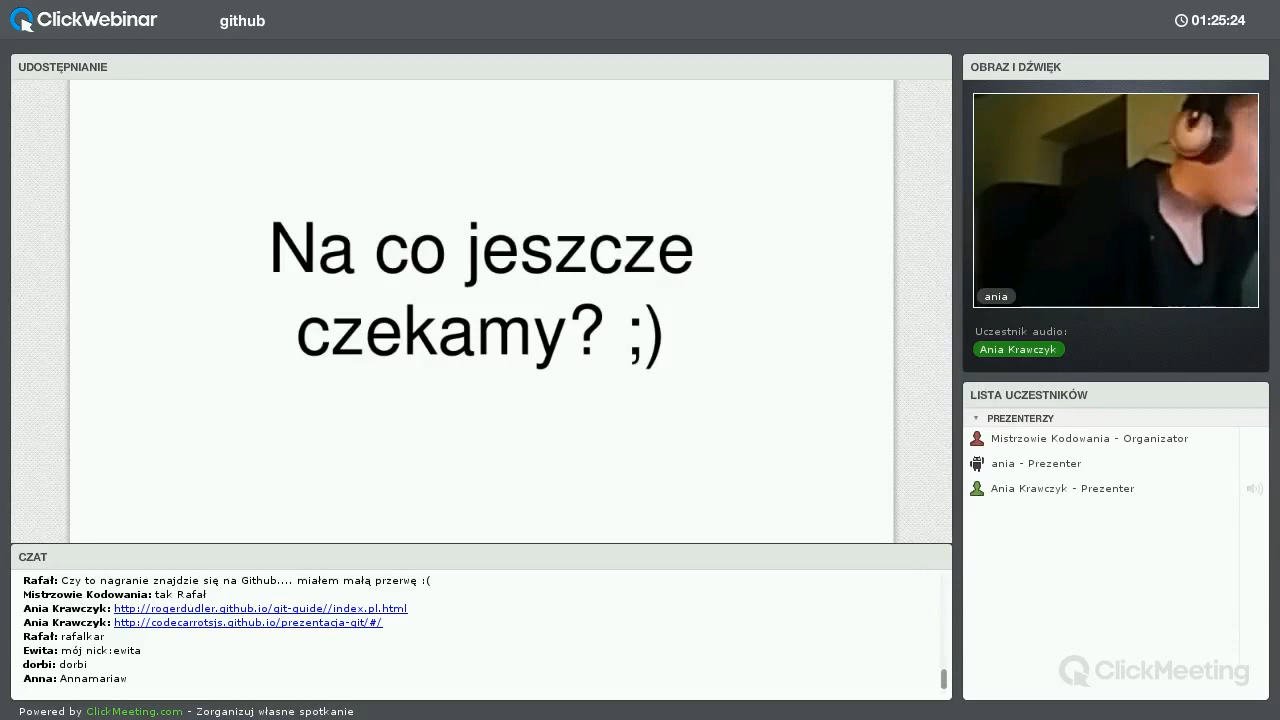 ClickWebinar
github
01:25:24
UDOSTĘPNIANIE
Na co jeszcze
czekamy? ;)
OBRAZ I DŹWIĘK
ania
Uczestnik audio:
Ania Krawczyk
LISTA UCZESTNIKÓW
PREZENTERZY
Mistrzowie Kodowania - Organizator
ania - Prezenter
Ania Krawczyk - Prezenter
CZAT
Rafał: Czy to nagranie znajdzie się na Github.... miałem małą przerwę :(
Mistrzowie Kodowania: tak Rafał
Ania Krawczyk: http://rogerdudler.github.io/git-guide//index.pl.html
Ania Krawczyk: http://codecarrotsjs.github.io/prezentacja-git/#/
Rafał: rafalkar
Ewita: mój nick:ewita
dorbi: dorbi
Anna: Annamariaw
ClickMeeting
Powered by ClickMeeting.com - Zorganizuj własne spotkanie